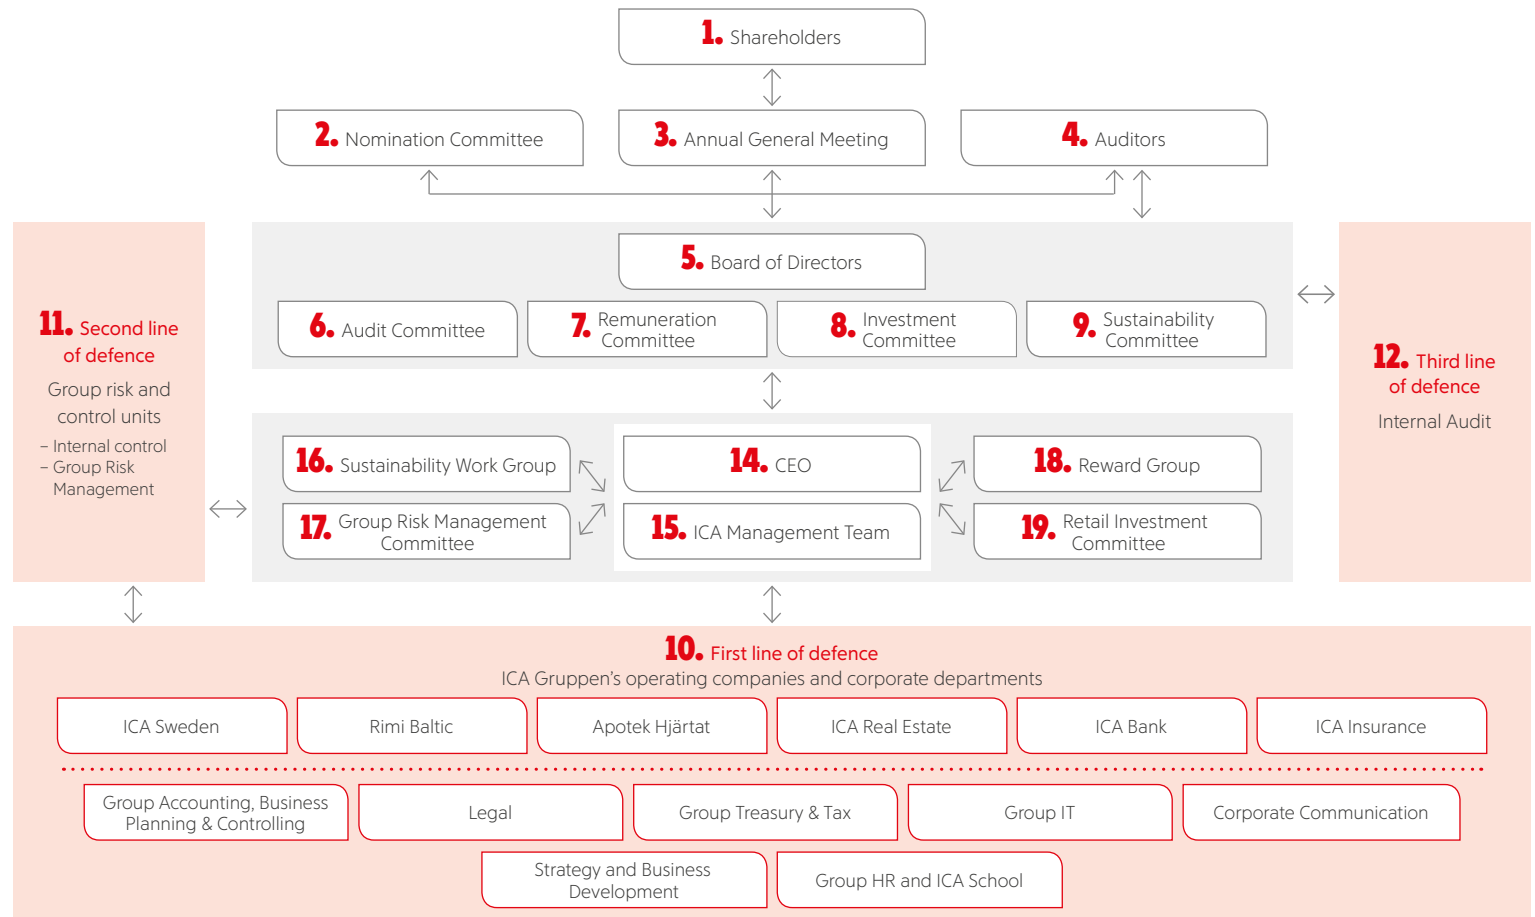 1. Shareholders
2. Nomination Committee
3. Annual General Meeting
4. Auditors
5. Board of Directors
6. Audit Committee
7. Remuneration
Committee
8. Investment
Committee
9. Sustainability
Committee
11. Second line
of defence
Group risk and
control units
– Internal control
– Group Risk
Management
12. Third line
of defence
Internal Audit
16. Sustainability Work Group
14. CEO
18. Reward Group
17. Group Risk Management
Committee
15. ICA Management Team
19. Retail Investment
Committee
10. First line of defence
ICA Gruppen’s operating companies and corporate departments
ICA Sweden
Rimi Baltic
Apotek Hjärtat
ICA Real Estate
ICA Bank
ICA Insurance
Group Accounting, Business
Planning & Controlling
Legal
Group Treasury & Tax
Group IT
Corporate Communication
Strategy and Business
Development
Group HR and ICA School